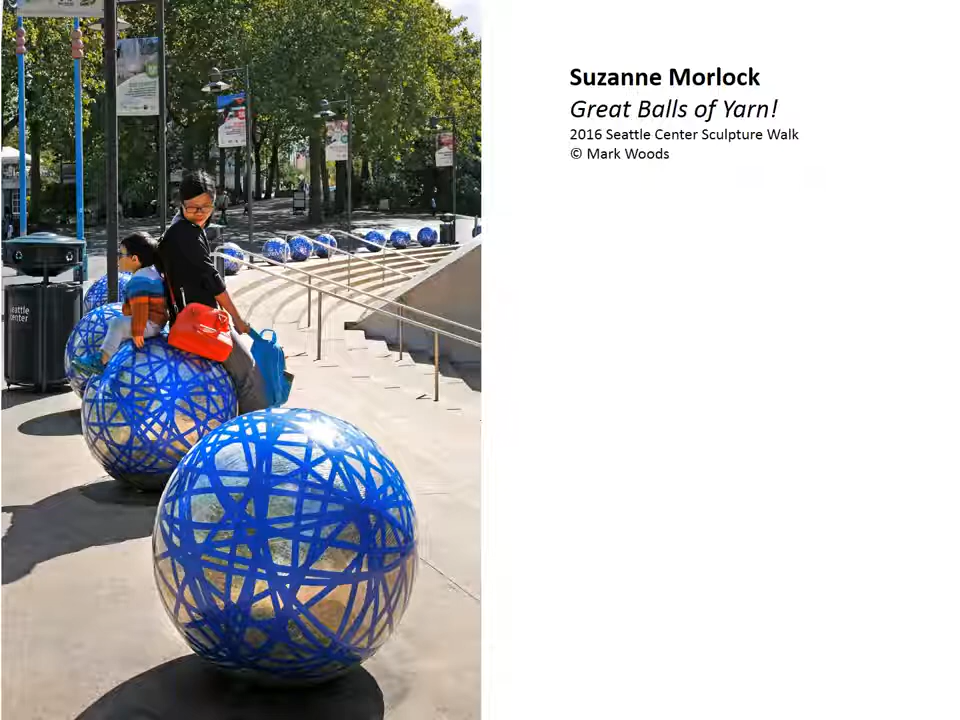 Suzanne Morlock
Great Balls of Yarn!
2016 Seattle Center Sculpture Walk
© Mark Woods
seattle
center